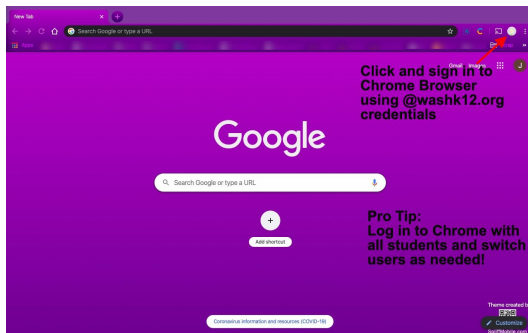 New Tab
Search Google or type a URL
Apps
Gmail Images
J
Click and sign in to
Chrome Browser
using @washk12.org
credentials
Google
Search Google or type a URL
Add shortcut
Pro Tip:
Log in to Chrome with
all students and switch
users as needed!
Coronavirus information and resources (COVID-19)
Theme created by
Customize